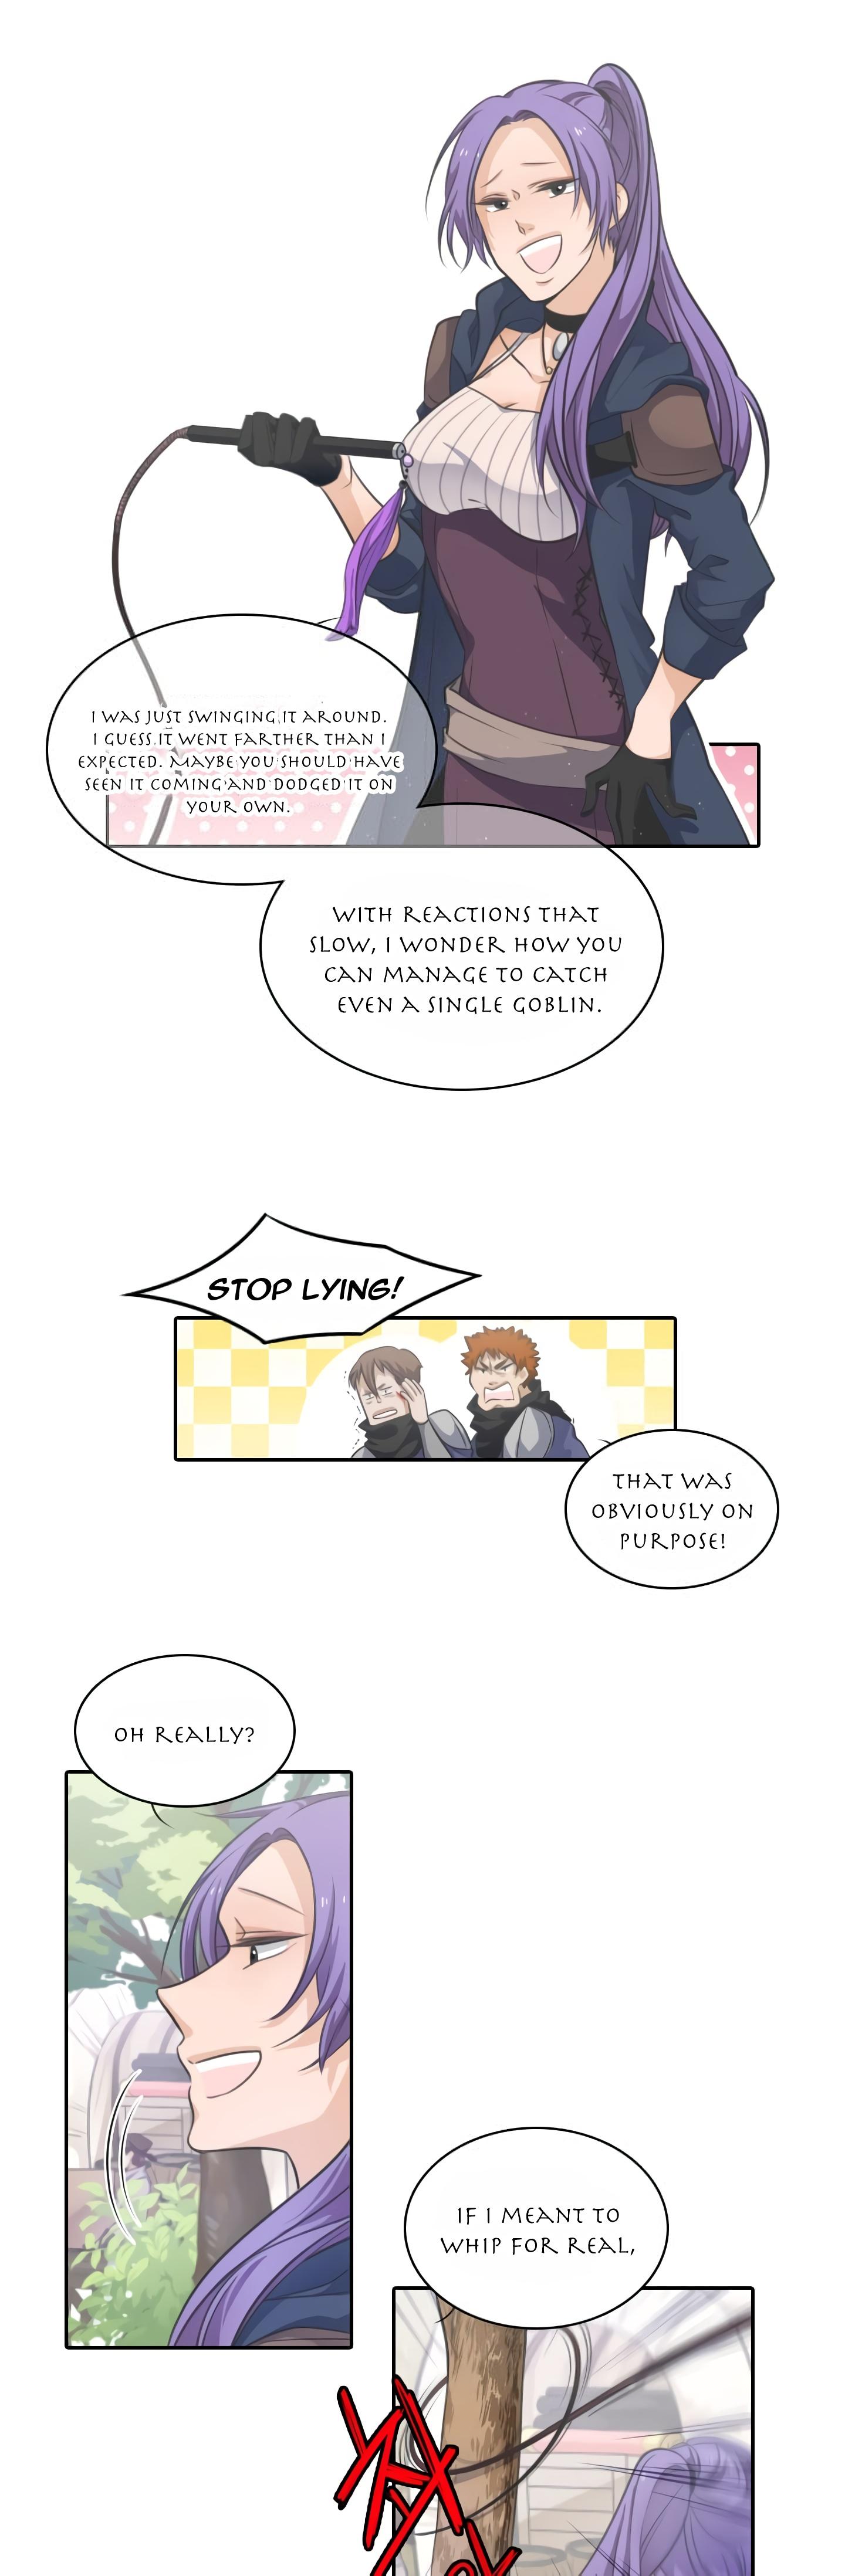 I WAS JUST SWINGING IT AROUND.
I GUESS IT WENT FARTHER THAN I
EXPECTED. MAYBE YOU SHOULD HAVE
SEEN IT COMING AND DODGED IT ON
YOUR OWN.
WITH REACTIONS THAT
SLOW, I WONDER HOW YOU
CAN MANAGE TO CATCH
EVEN A SINGLE GOBLIN.
STOP LYING!
THAT WAS
OBVIOUSLY ON
PURPOSE!
OH REALLY?
IF I MEANT TO
WHIP FOR REAL,